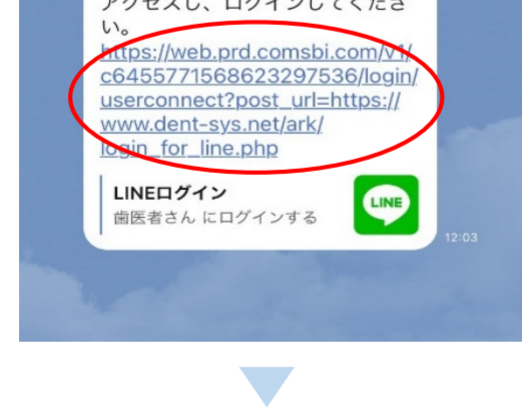 アクセスし、ログインしてくださ
い。
https://web.prd.comsbi.com/v1/
c6455771568623297536/login/
userconnect?post_url=https://
www.dent-sys.net/ark/
login_for_line.php
LINEログイン
歯医者さん にログインする
LINE
12:03